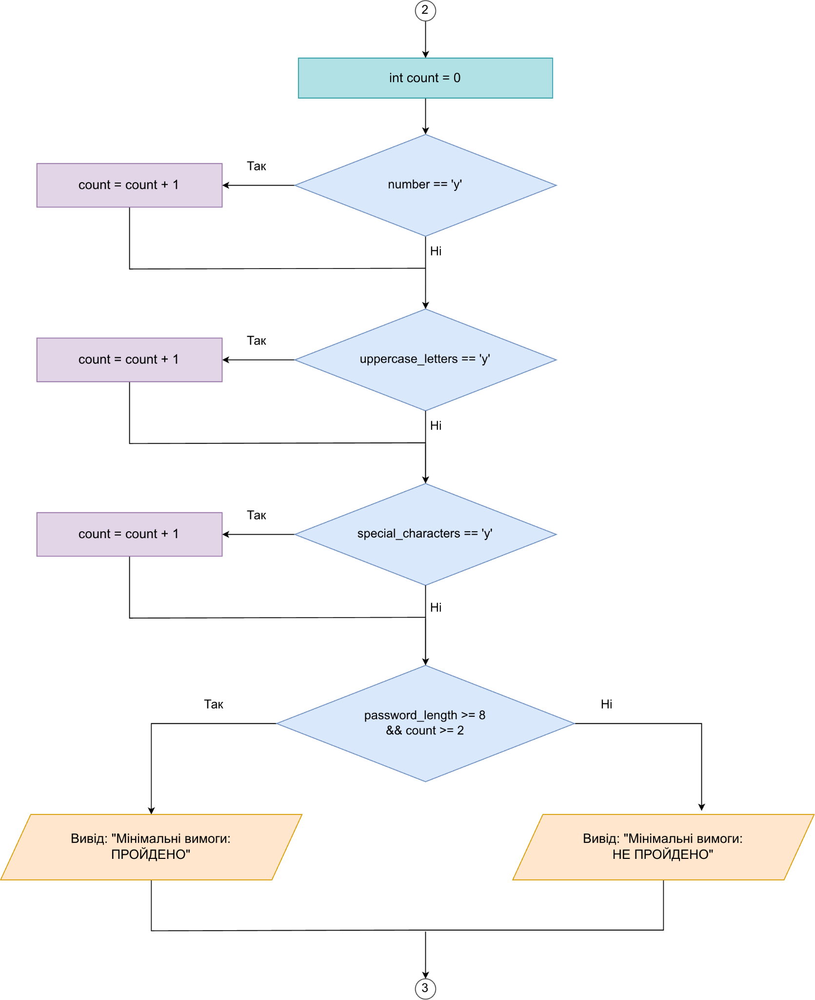 2
int count = 0
Так
number == 'y'
count = count + 1
Ні
Так
uppercase_letters == 'y'
count = count + 1
Ні
Так
special_characters == 'y'
count = count + 1
Ні
Так
Ні
password_length >= 8
&& count >= 2
Вивід: "Мінімальні вимоги:
ПРОЙДЕНО"
Вивід: "Мінімальні вимоги:
НЕ ПРОЙДЕНО"
3